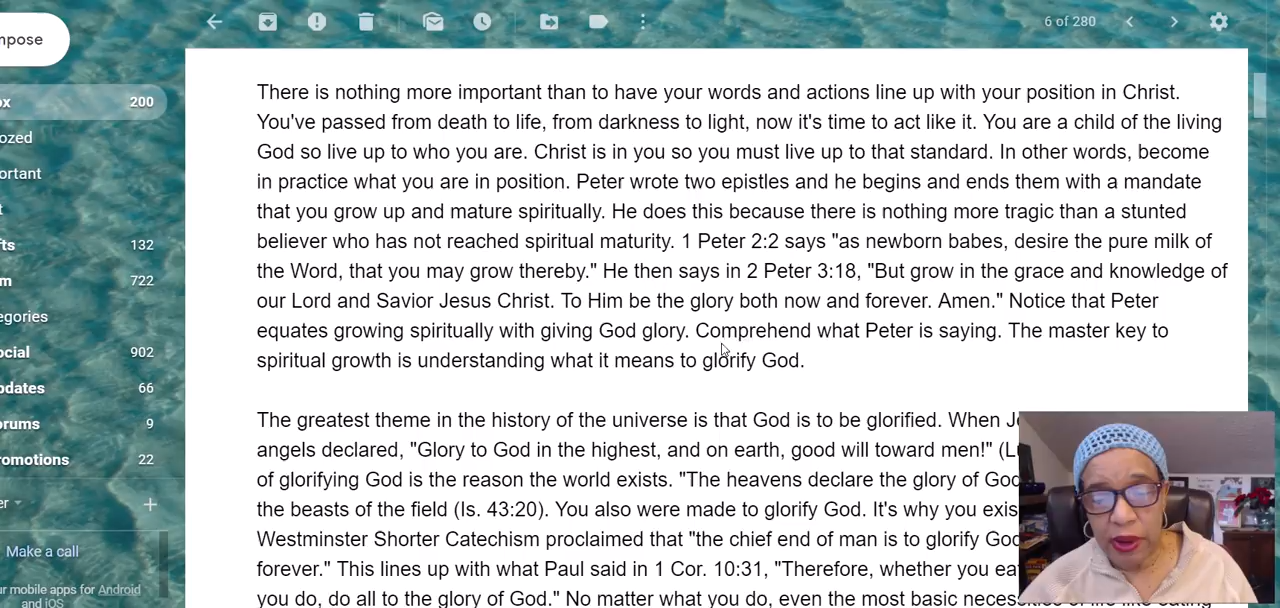 mpose
6 of 280
ox 200
ozed
ortant
t
fts 132
m 722
egories
ocial 902
pdates 66
orums 9
romotions 22
er
Make a call
ur mobile apps for Android
and iOS
There is nothing more important than to have your words and actions line up with your position in Christ.
You've passed from death to life, from darkness to light, now it's time to act like it. You are a child of the living
God so live up to who you are. Christ is in you so you must live up to that standard. In other words, become
in practice what you are in position. Peter wrote two epistles and he begins and ends them with a mandate
that you grow up and mature spiritually. He does this because there is nothing more tragic than a stunted
believer who has not reached spiritual maturity. 1 Peter 2:2 says "as newborn babes, desire the pure milk of
the Word, that you may grow thereby." He then says in 2 Peter 3:18, "But grow in the grace and knowledge of
our Lord and Savior Jesus Christ. To Him be the glory both now and forever. Amen." Notice that Peter
equates growing spiritually with giving God glory. Comprehend what Peter is saying. The master key to
spiritual growth is understanding what it means to glorify God.
The greatest theme in the history of the universe is that God is to be glorified. When
angels declared, "Glory to God in the highest, and on earth, good will toward men!"
of glorifying God is the reason the world exists. "The heavens declare the glory of God
the beasts of the field (Is. 43:20). You also were made to glorify God. It's why you
Westminster Shorter Catechism proclaimed that "the chief end of man is to glorify God
forever." This lines up with what Paul said in 1 Cor. 10:31, "Therefore, whether you
you do, do all to the glory of God." No matter what you do, even the most basic necessities of life like eating